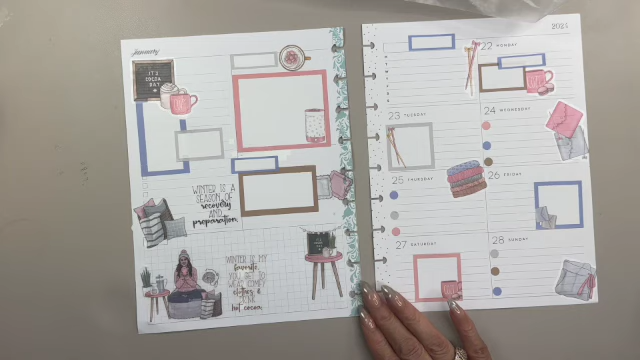 January
IT'S
COCOA
DAY
WINTER IS A
SEASON OF
recovery
AND
preparation.
WINTER IS MY
favorite.
hot cocoa.
22 MONDAY
23 TUESDAY
24 WEDNESDAY
25 THURSDAY
26 FRIDAY
27 SATURDAY
28 SUNDAY